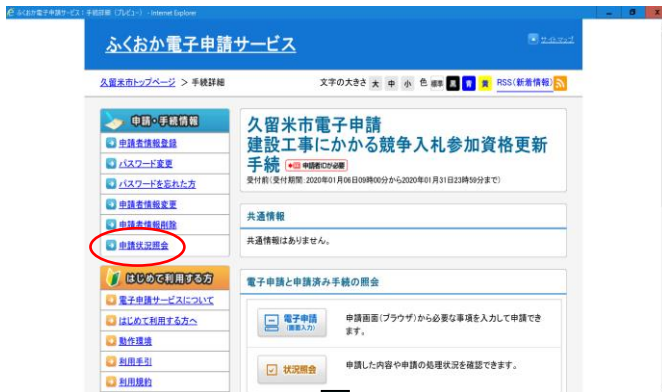 ふくおか電子申請サービス：手続詳細（プレビュー） - Internet Explorer
ふくおか電子申請サービス
サイトマップ
久留米市トップページ > 手続詳細
文字の大きさ 大 中 小 色 標準 黒 青 黄 RSS(新着情報)
申請・手続情報
申請者情報登録
パスワード変更
パスワードを忘れた方
申請者情報変更
申請者情報削除
申請状況照会
はじめて利用する方
電子申請サービスについて
はじめて利用する方へ
動作環境
利用手引
利用規約
久留米市電子申請
建設工事にかかる競争入札参加資格更新
手続 申請者IDが必要
受付前(受付期間:2020年01月06日09時00分から2020年01月31日23時59分まで)
共通情報
共通情報はありません。
電子申請と申請済み手続の照会
電子申請
(画面入力)
申請画面(ブラウザ)から必要な事項を入力して申請でき
ます。
状況照会
申請した内容や申請の処理状況を確認できます。